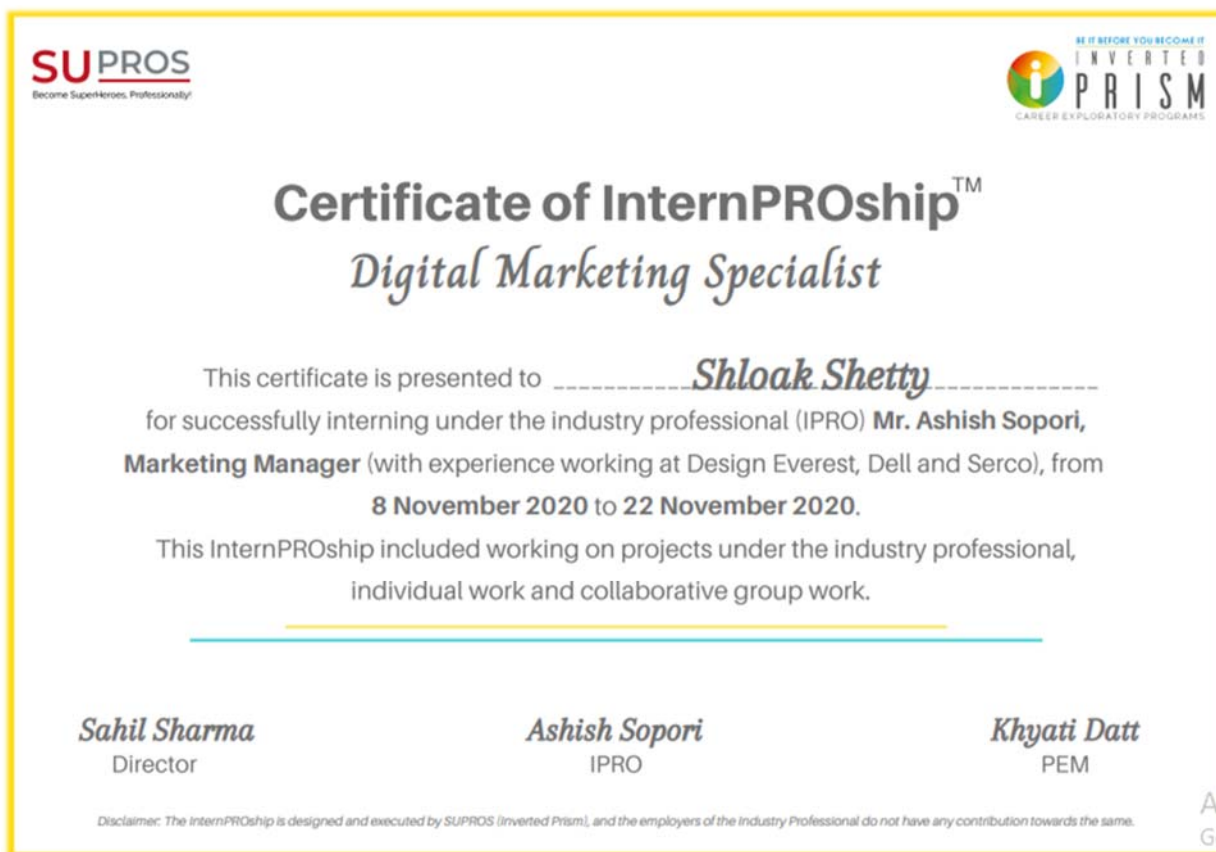 SUPROS
Become SuperHeroes, Professionally!
BE IT BEFORE YOU BECOME IT
INVERTED
PRISM
CAREER EXPLORATORY PROGRAMS
Certificate of InternPROship™
Digital Marketing Specialist
This certificate is presented to Shloak Shetty
for successfully interning under the industry professional (IPRO) Mr. Ashish Sopori,
Marketing Manager (with experience working at Design Everest, Dell and Serco), from
8 November 2020 to 22 November 2020.
This InternPROship included working on projects under the industry professional,
individual work and collaborative group work.
Sahil Sharma
Director
Ashish Sopori
IPRO
Khyati Datt
PEM
Disclaimer: The InternPROship is designed and executed by SUPROS (Inverted Prism), and the employers of the Industry Professional do not have any contribution towards the same.
A
G